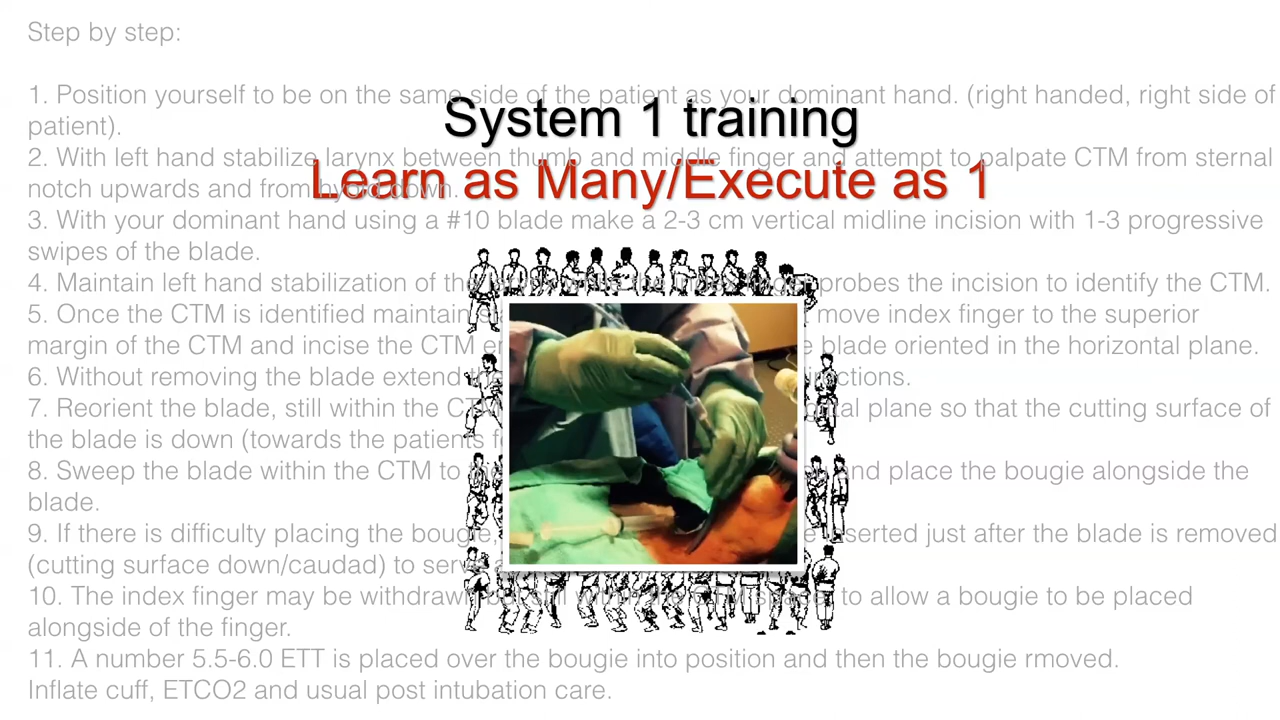 Step by step:
System 1 training
Learn as Many/Execute as 1
1. Position yourself to be on the same side of the patient as your dominant hand. (right handed, right side of
patient).
2. With left hand stabilize larynx between thumb and middle finger and attempt to palpate CTM from sternal
notch upwards and from hyoid down.
3. With your dominant hand using a #10 blade make a 2-3 cm vertical midline incision with 1-3 progressive
swipes of the blade.
4. Maintain left hand stabilization of the probes the incision to identify the CTM.
5. Once the CTM is identified maintain move index finger to the superior
margin of the CTM and incise the CTM blade oriented in the horizontal plane.
6. Without removing the blade extend the
7. Reorient the blade, still within the plane so that the cutting surface of
the blade is down (towards the patients
8. Sweep the blade within the CTM to and place the bougie alongside the
blade.
9. If there is difficulty placing the bougie, inserted just after the blade is removed
(cutting surface down/caudad) to
10. The index finger may be withdrawn to allow a bougie to be placed
alongside of the finger.
11. A number 5.5-6.0 ETT is placed over the bougie into position and then the bougie rmoved.
Inflate cuff, ETCO2 and usual post intubation care.